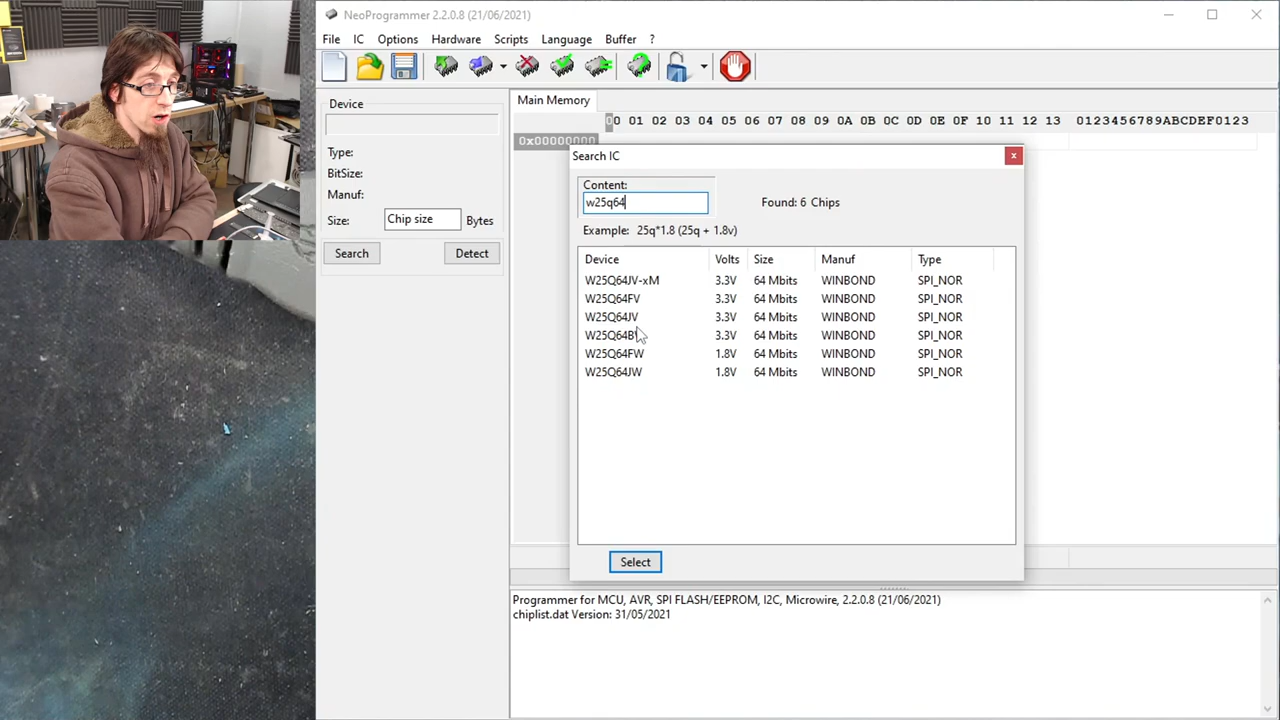 NeoProgrammer 2.2.0.8 (21/06/2021)
File IC Options Hardware Scripts Language Buffer ?
Device
Type:
BitSize:
Manuf:
Size: Chip size Bytes
Search Detect
Main Memory
00 01 02 03 04 05 06 07 08 09 0A 0B 0C 0D 0E 0F 10 11 12 13 0123456789ABCDEF0123
0x00000000
Search IC
Content:
w25q64
Found: 6 Chips
Example: 25q*1.8 (25q + 1.8v)
Device Volts Size Manuf Type
W25Q64JV-xM 3.3V 64 Mbits WINBOND SPI_NOR
W25Q64FV 3.3V 64 Mbits WINBOND SPI_NOR
W25Q64JV 3.3V 64 Mbits WINBOND SPI_NOR
W25Q64BV 3.3V 64 Mbits WINBOND SPI_NOR
W25Q64FW 1.8V 64 Mbits WINBOND SPI_NOR
W25Q64JW 1.8V 64 Mbits WINBOND SPI_NOR
Select
Programmer for MCU, AVR, SPI FLASH/EEPROM, I2C, Microwire, 2.2.0.8 (21/06/2021)
chiplist.dat Version: 31/05/2021